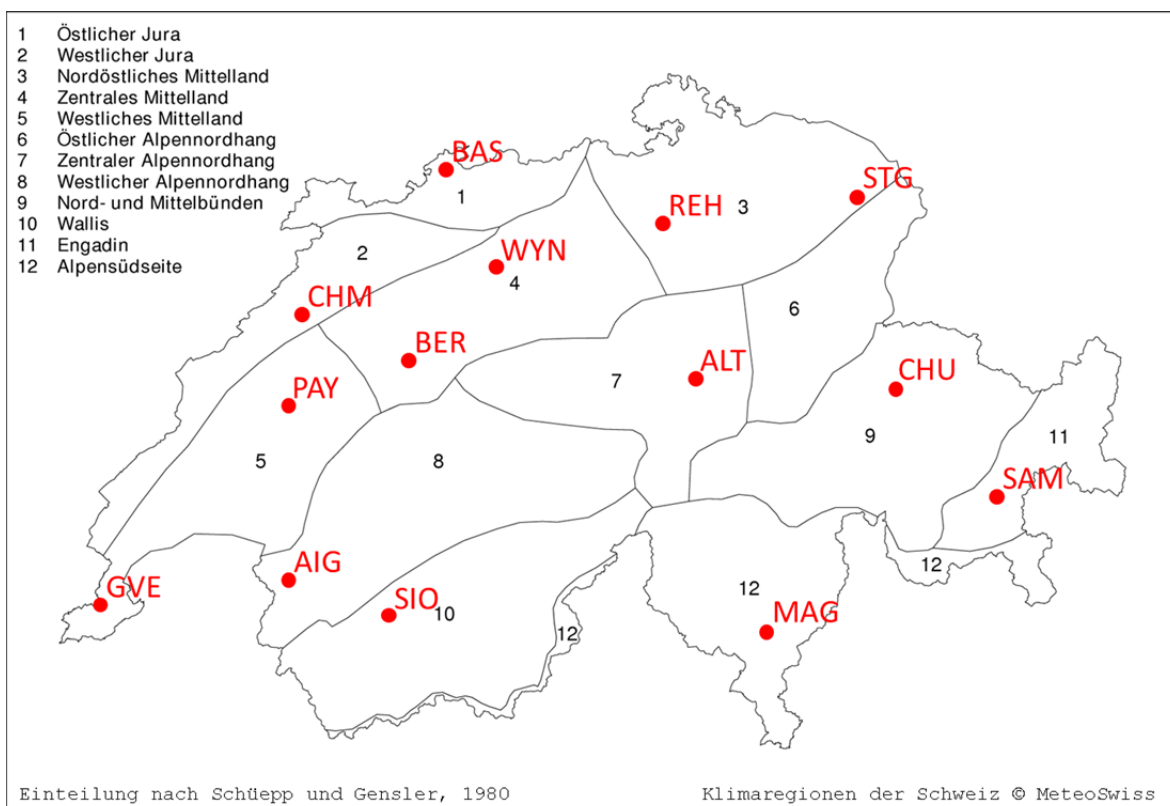 1 Östlicher Jura
2 Westlicher Jura
3 Nordöstliches Mittelland
4 Zentrales Mittelland
5 Westliches Mittelland
6 Östlicher Alpennordhang
7 Zentraler Alpennordhang
8 Westlicher Alpennordhang
9 Nord- und Mittelbünden
10 Wallis
11 Engadin
12 Alpensüdseite
BAS
1
STG
REH
3
2
WYN
4
CHM
6
BER
ALT
CHU
PAY
7
9
11
5
8
SAM
AIG
12
GVE
SIO
10
12
MAG
12
Einteilung nach Schüepp und Gensler, 1980
Klimaregionen der Schweiz © MeteoSwiss